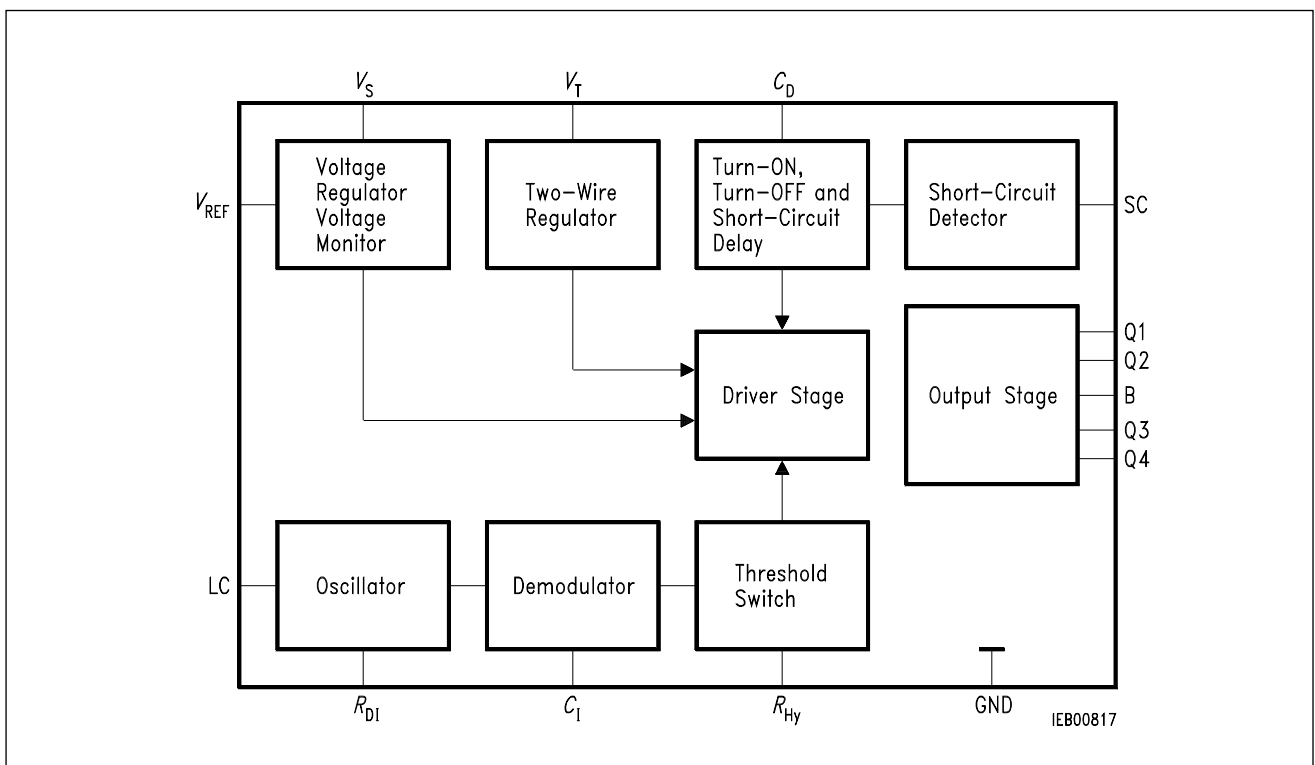 V_S
V_T
C_D
Voltage
Regulator
Voltage
Monitor
Two-Wire
Regulator
Turn-ON,
Turn-OFF and
Short-Circuit
Delay
Short-Circuit
Detector
V_REF
SC
Driver Stage
Output Stage
Q1
Q2
B
Q3
Q4
LC
Oscillator
Demodulator
Threshold
Switch
R_DI
C_I
R_Hy
GND
IEB00817